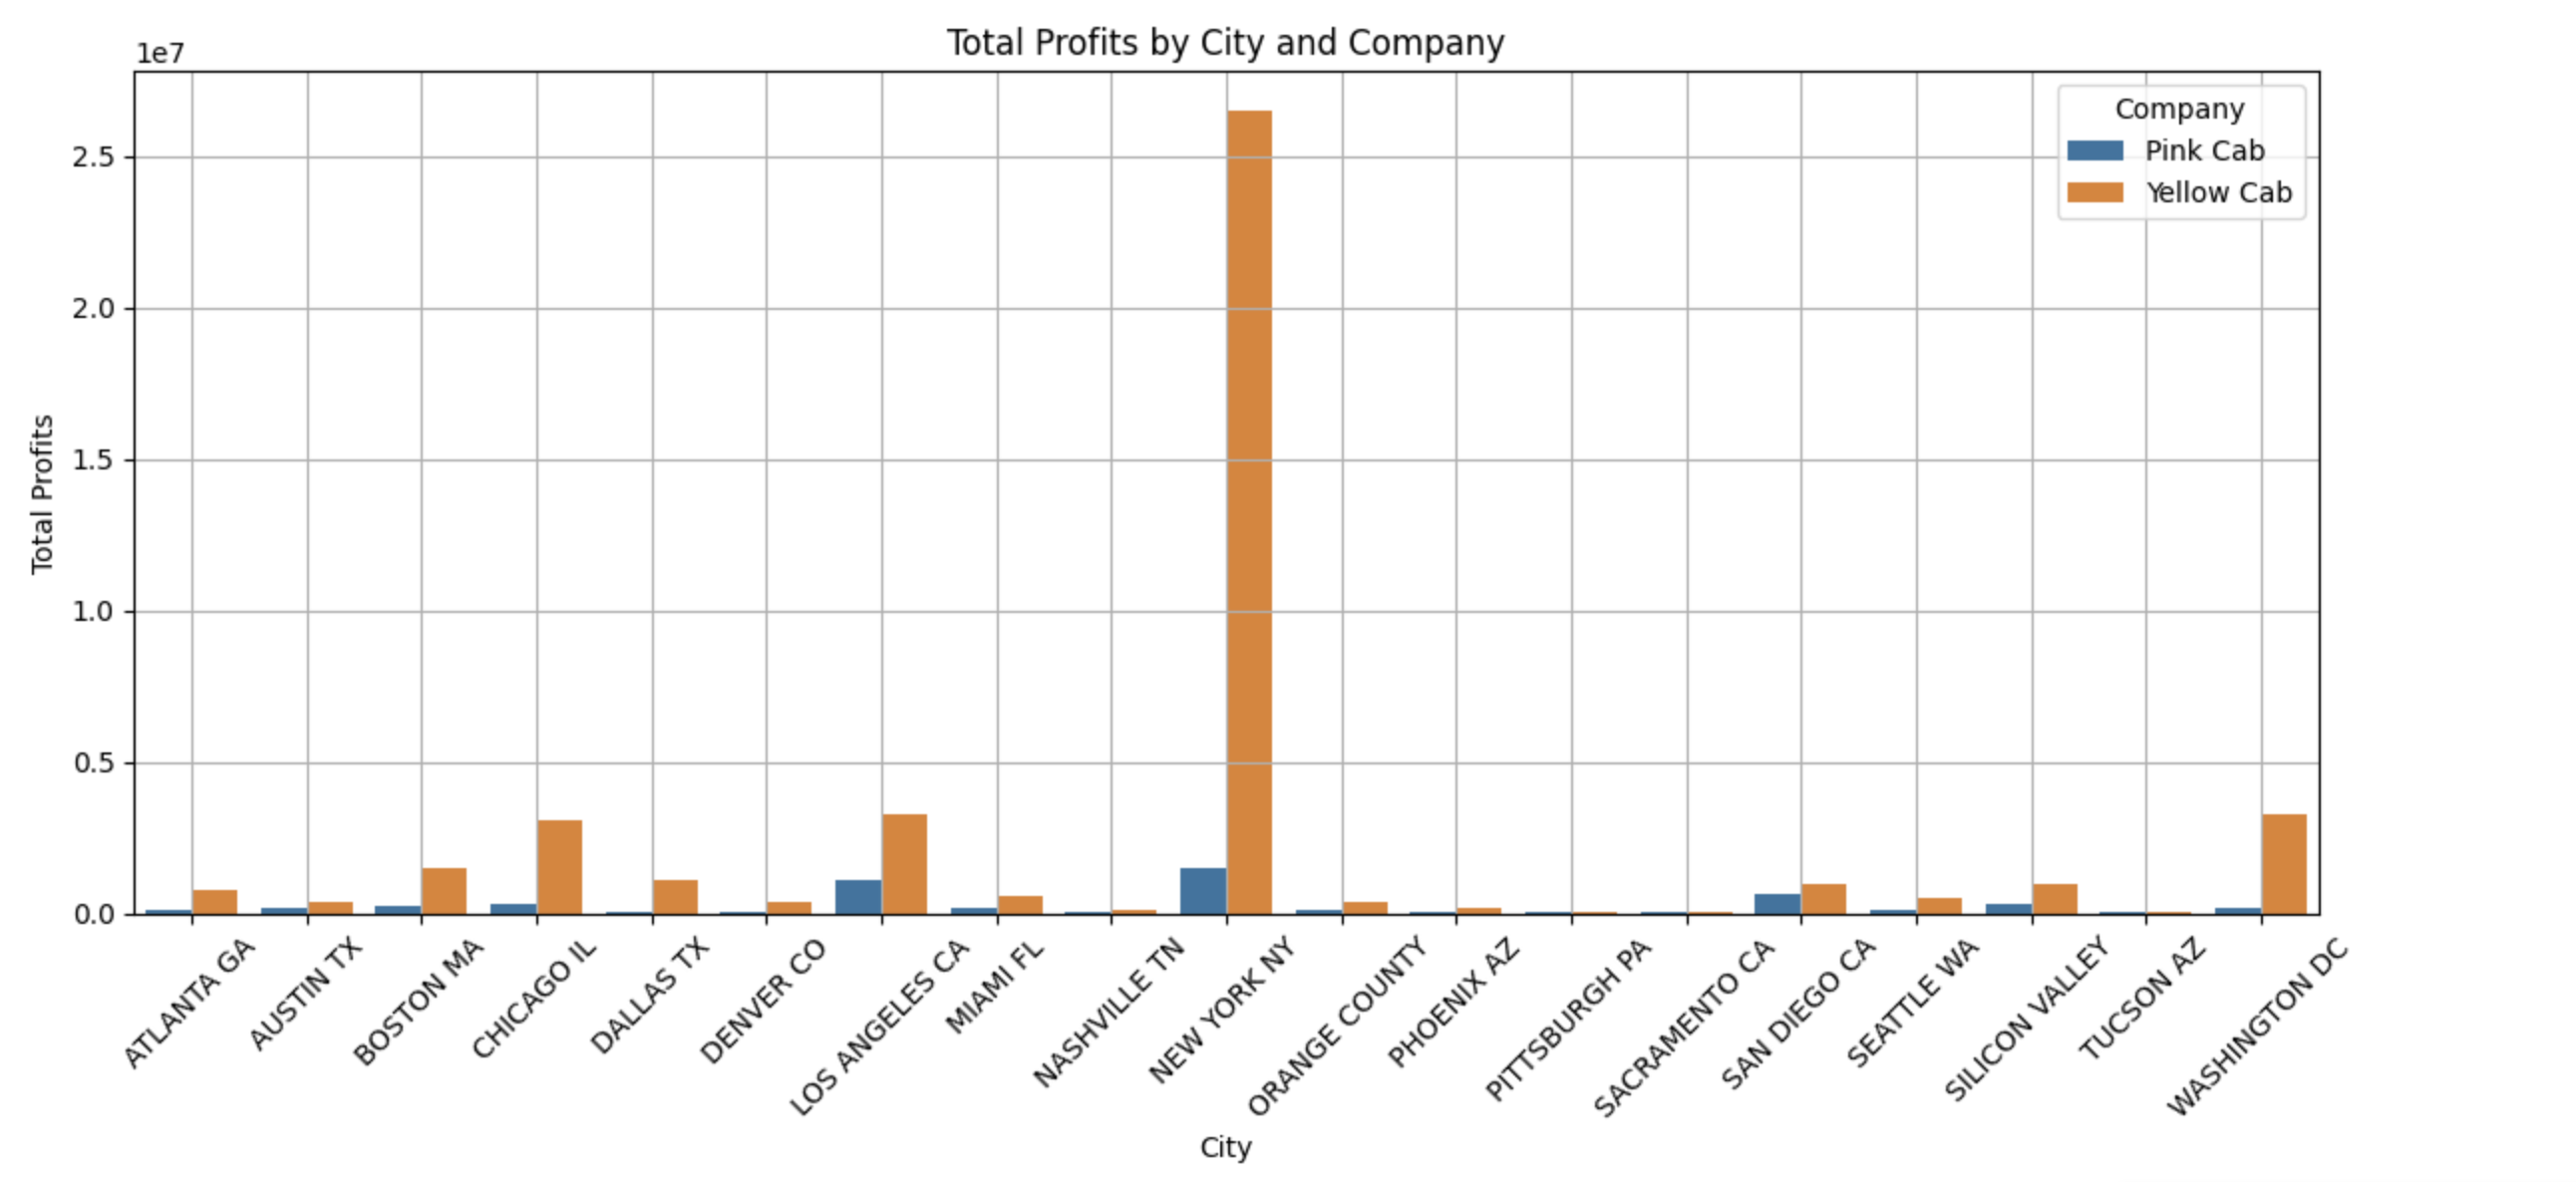 Total Profits by City and Company
1e7
Company
Pink Cab
Yellow Cab
2.5
2.0
1.5
1.0
0.5
0.0
Total Profits
ATLANTA GA
AUSTIN TX
BOSTON MA
CHICAGO IL
DALLAS TX
DENVER CO
LOS ANGELES CA
MIAMI FL
NASHVILLE TN
NEW YORK NY
ORANGE COUNTY
PHOENIX AZ
PITTSBURGH PA
SACRAMENTO CA
SAN DIEGO CA
SEATTLE WA
SILICON VALLEY
TUCSON AZ
WASHINGTON DC
City